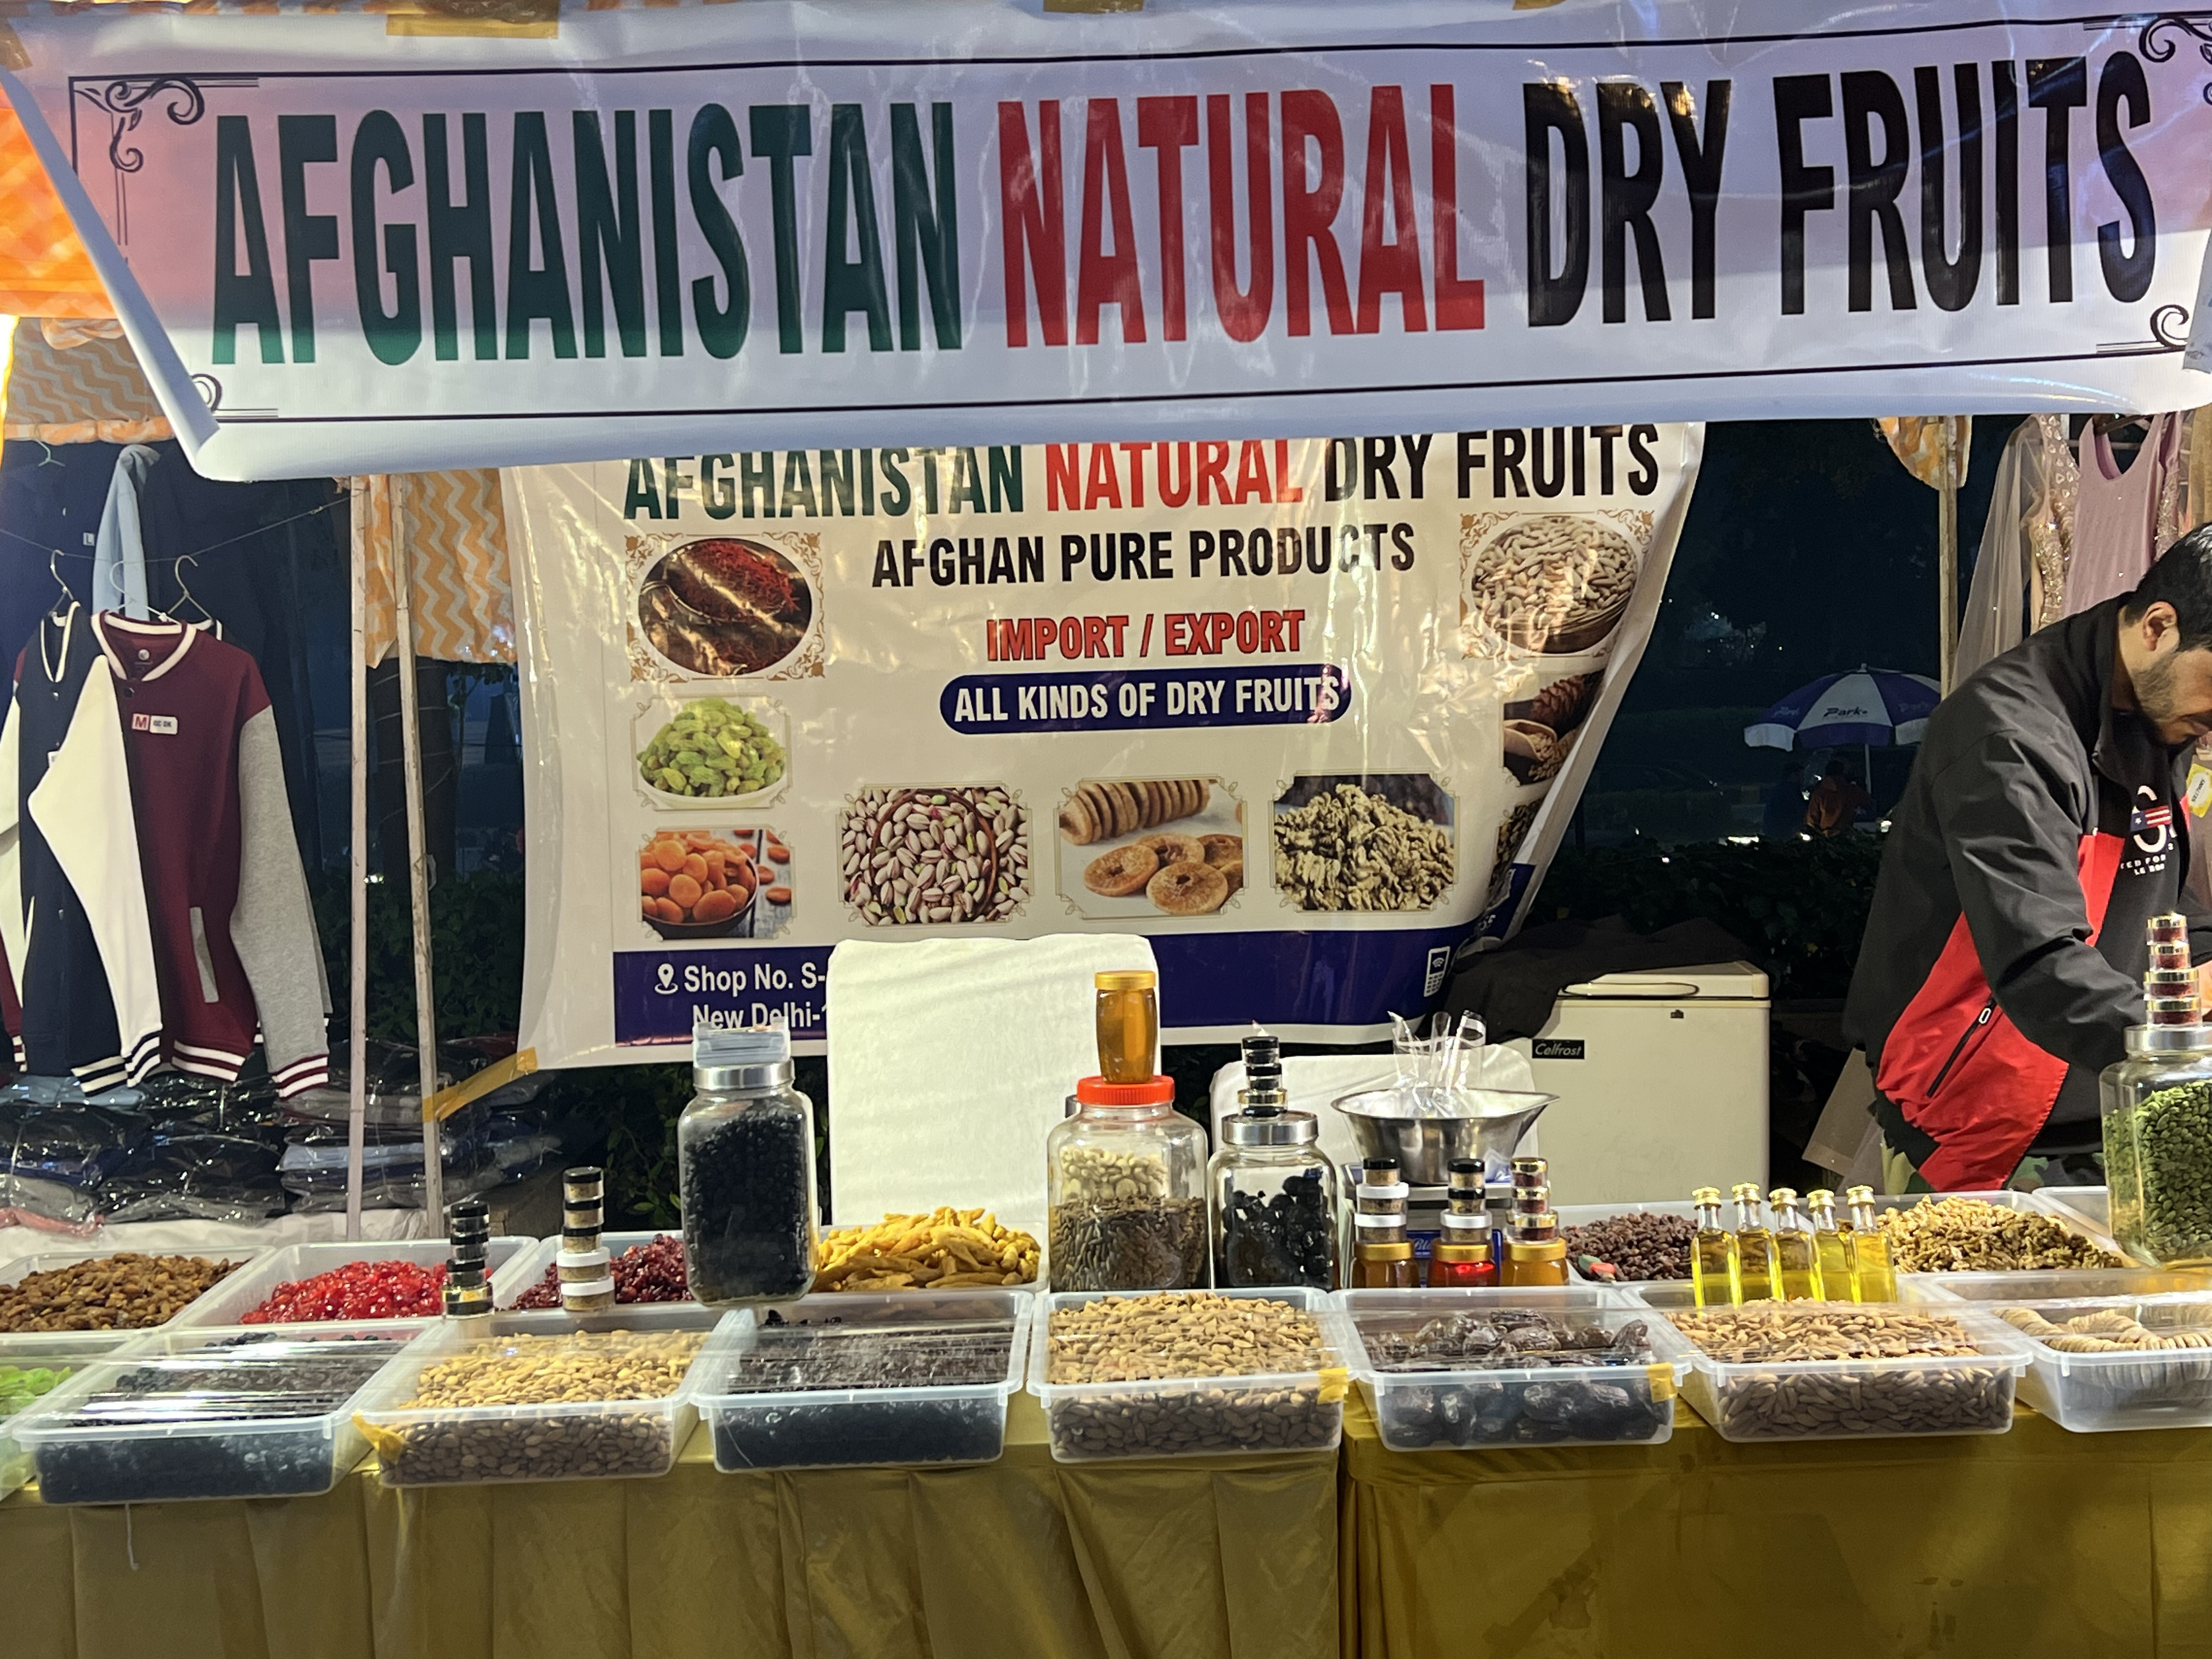 AFGHANISTAN NATURAL DRY FRUITS
AFGHANISTAN NATURAL DRY FRUITS
AFGHAN PURE PRODUCTS
IMPORT / EXPORT
ALL KINDS OF DRY FRUITS
Shop No. S-
New Delhi-
Park+
Celfrost
M
L